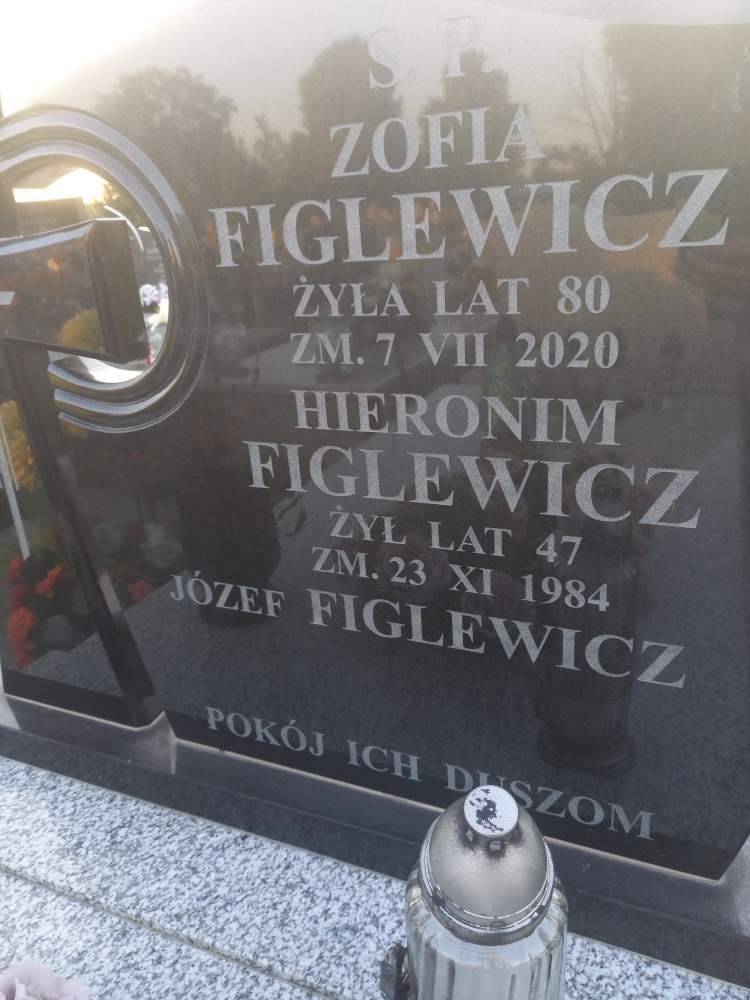 Ś. P.
ZOFIA
FIGLEWICZ
ŻYŁA LAT 80
ZM. 7 VII 2020
HIERONIM
FIGLEWICZ
ŻYŁ LAT 47
ZM. 23 XI 1984
JÓZEF FIGLEWICZ
POKÓJ ICH DUSZOM